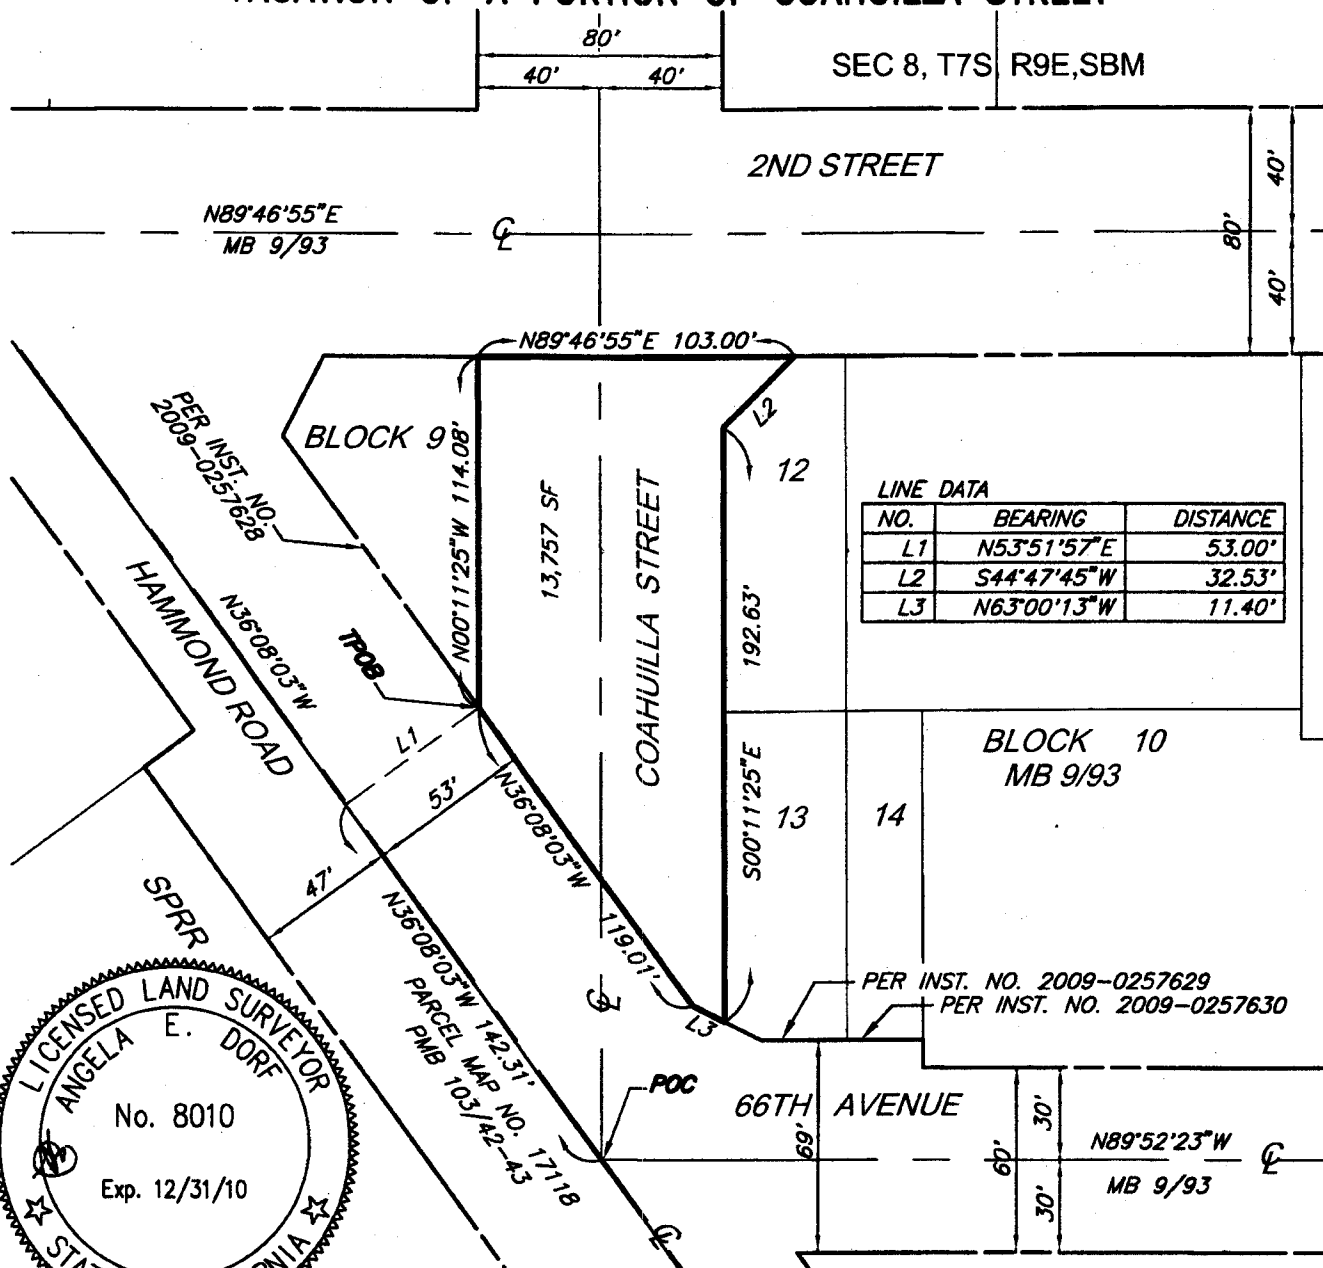 VACATION OF A PORTION OF COAHUILLA STREET
80'
40' 40'
SEC 8, T7S, R9E,SBM
2ND STREET
N89°46'55"E
MB 9/93
℄
80'
40'
40'
N89°46'55"E 103.00'
PER INST. NO.
2009-0257628
BLOCK 9
N00°11'25"W 114.08'
13,757 SF
COAHUILLA STREET
L2
12
192.63'
S00°11'25"E
LINE DATA
NO. BEARING DISTANCE
L1 N53°51'57"E 53.00'
L2 S44°47'45"W 32.53'
L3 N63°00'13"W 11.40'
HAMMOND ROAD
N36°08'03"W
TPOB
L1
53'
47'
N36°08'03"W
119.01'
BLOCK 10
MB 9/93
13
14
SPRR
N36°08'03"W 142.31'
PARCEL MAP NO. 17118
PMB 103/42-43
℄
L3
PER INST. NO. 2009-0257629
PER INST. NO. 2009-0257630
POC
66TH AVENUE
69'
60'
30'
30'
N89°52'23"W
MB 9/93
℄
℄
LICENSED LAND SURVEYOR
ANGELA E. DORF
No. 8010
Exp. 12/31/10